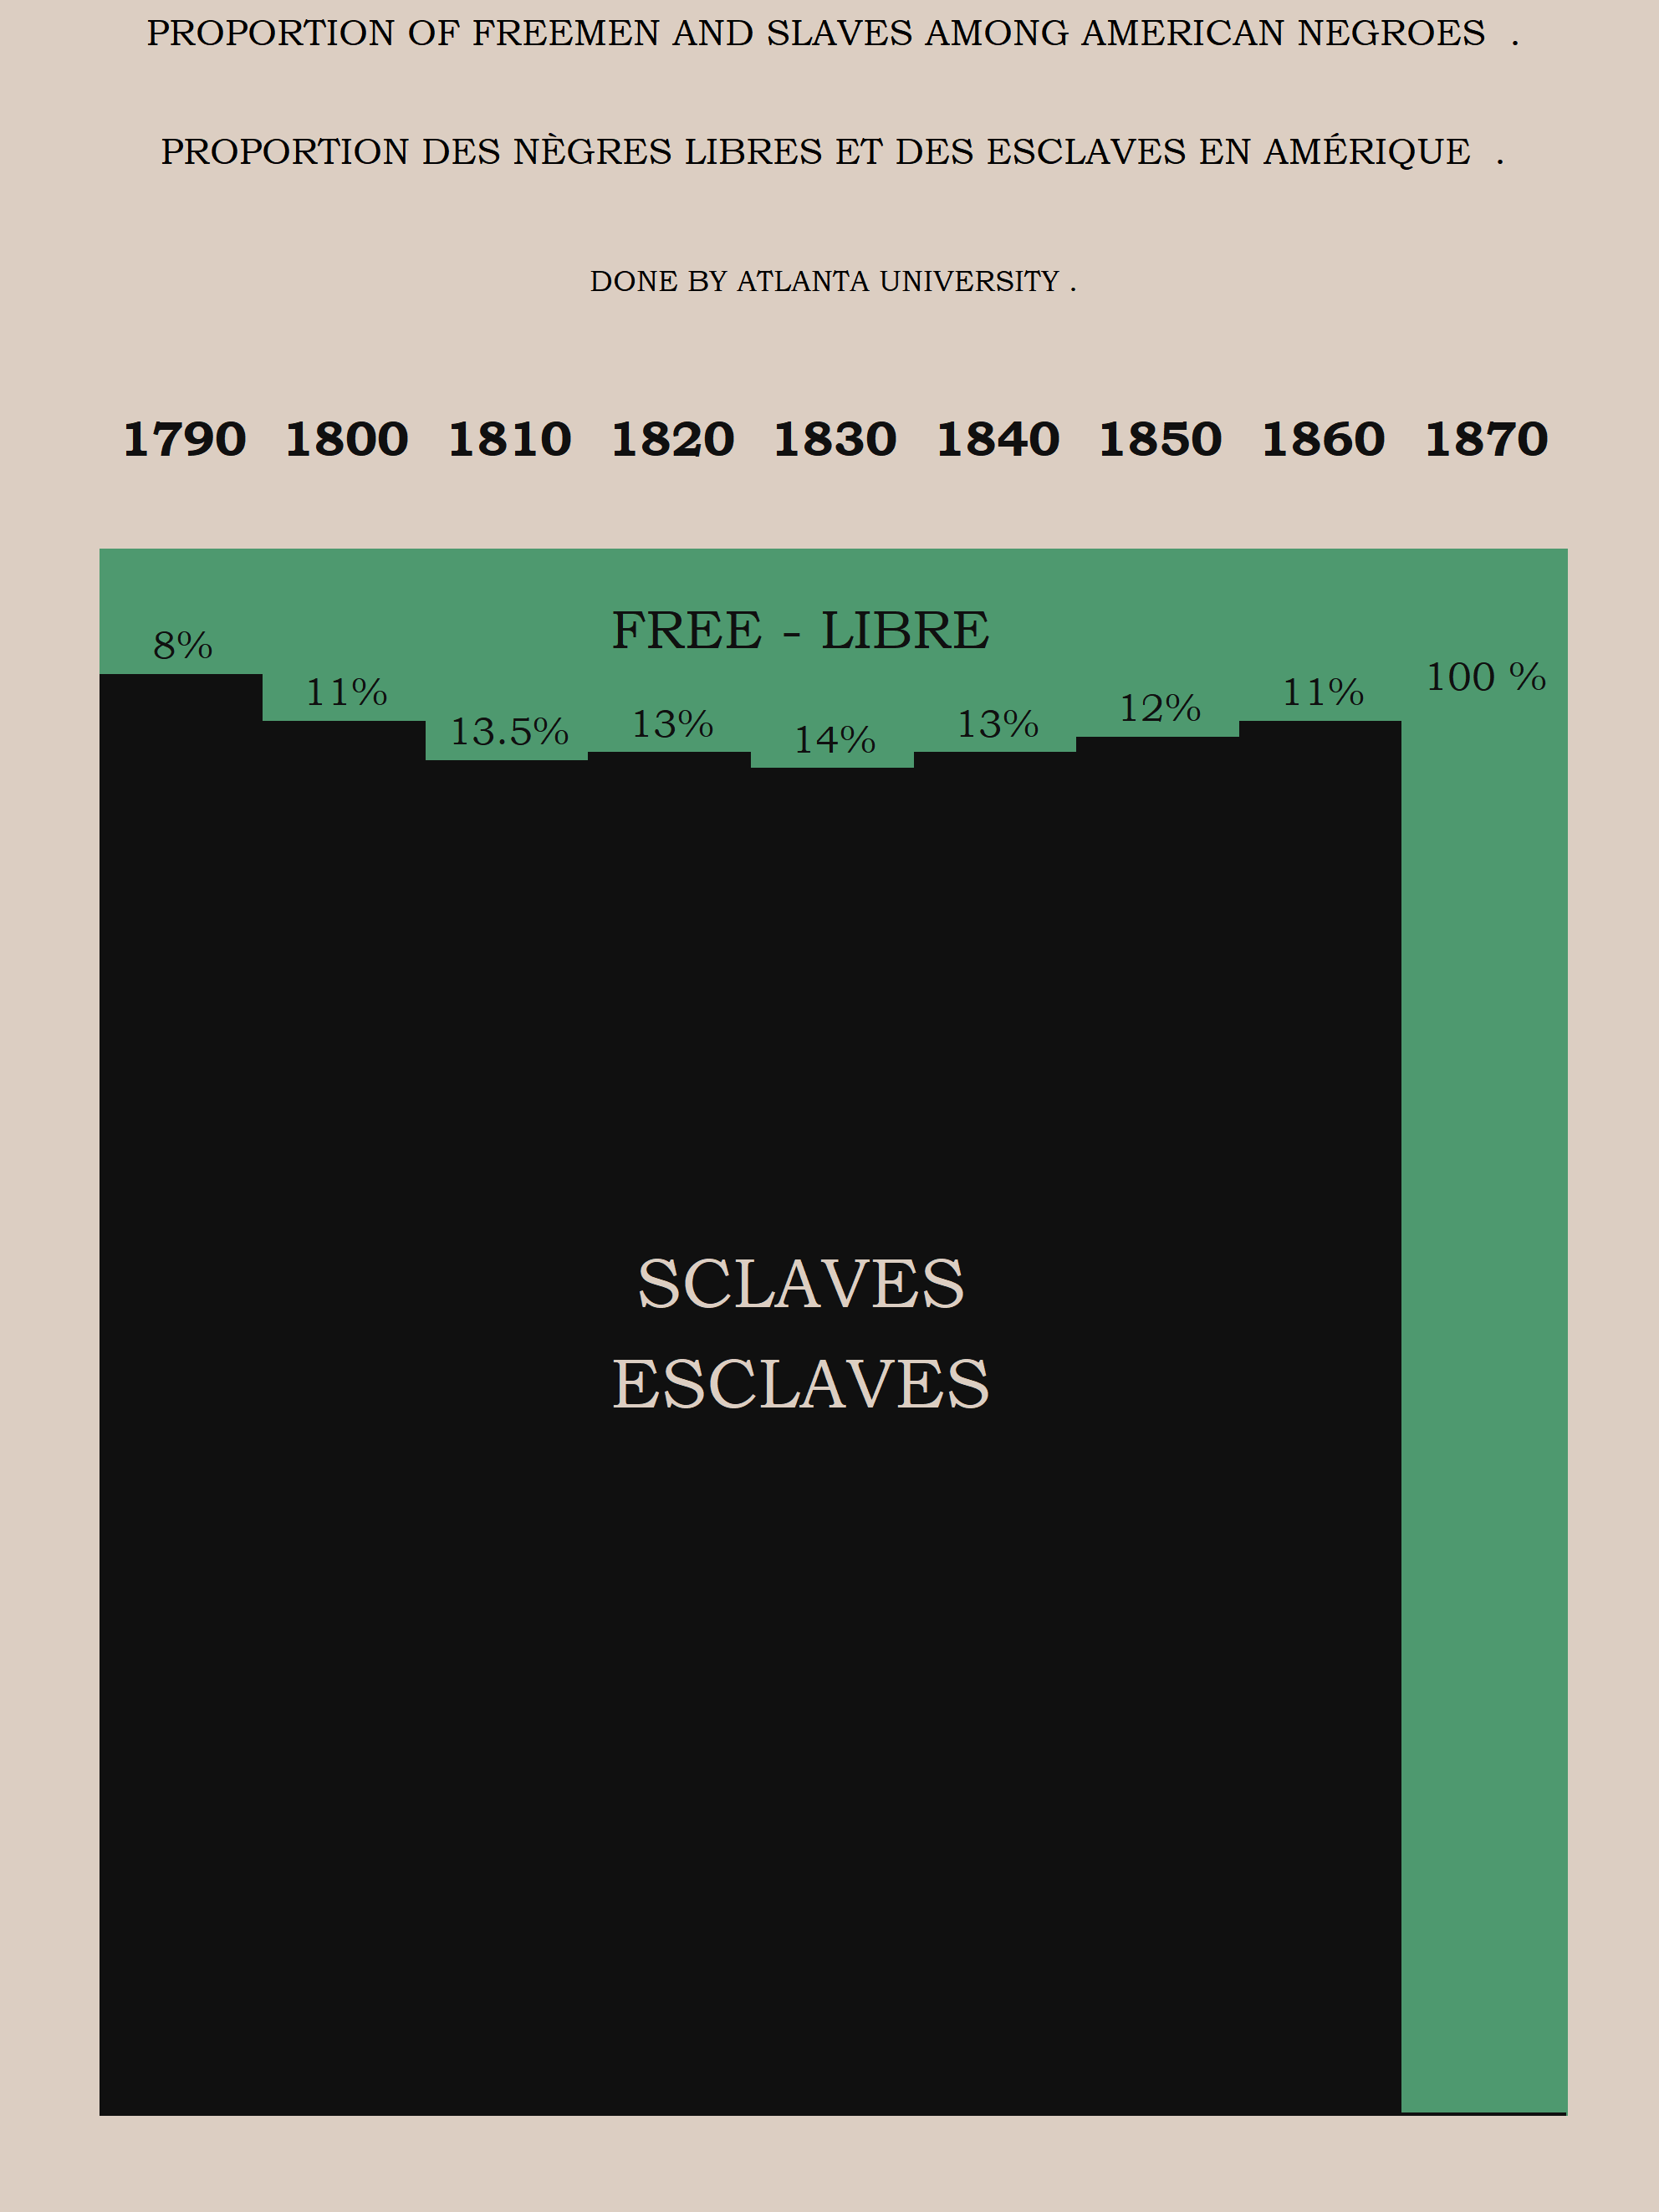 PROPORTION OF FREEMEN AND SLAVES AMONG AMERICAN NEGROES .
PROPORTION DES NÈGRES LIBRES ET DES ESCLAVES EN AMÉRIQUE .
DONE BY ATLANTA UNIVERSITY .
1790 1800 1810 1820 1830 1840 1850 1860 1870
FREE - LIBRE
8% 11% 13.5% 13% 14% 13% 12% 11% 100 %
SCLAVES
ESCLAVES